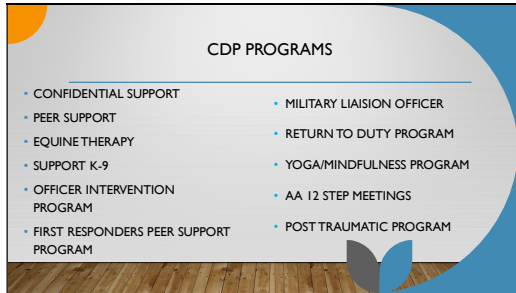 CDP PROGRAMS
• CONFIDENTIAL SUPPORT
• PEER SUPPORT
• EQUINE THERAPY
• SUPPORT K-9
• OFFICER INTERVENTION
PROGRAM
• FIRST RESPONDERS PEER SUPPORT
PROGRAM
• MILITARY LIAISION OFFICER
• RETURN TO DUTY PROGRAM
• YOGA/MINDFULNESS PROGRAM
• AA 12 STEP MEETINGS
• POST TRAUMATIC PROGRAM